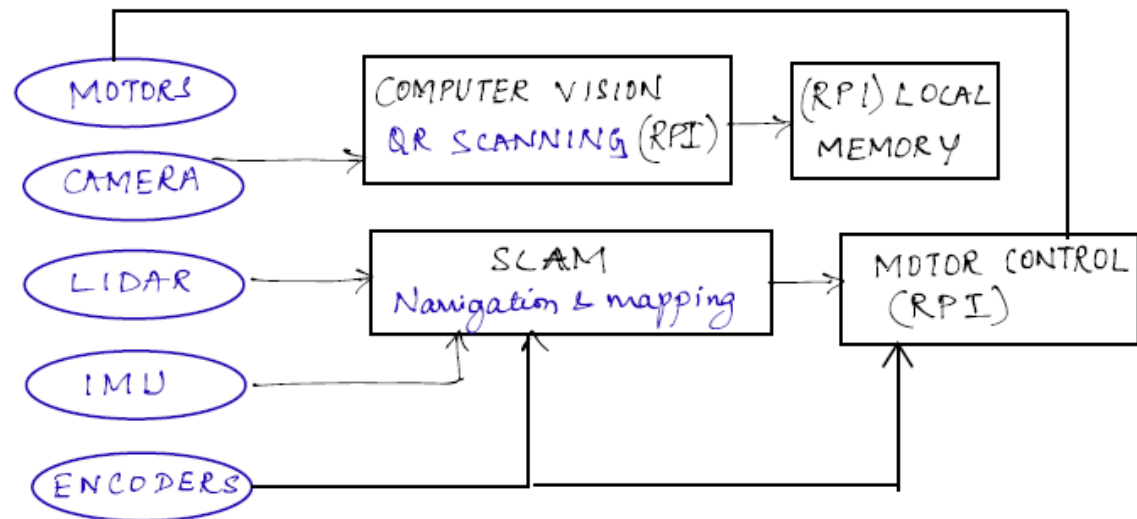 MOTORS
COMPUTER VISION
QR SCANNING (RPI)
(RPI) LOCAL
MEMORY
CAMERA
LIDAR
SLAM
Navigation & mapping
MOTOR CONTROL
(RPI)
IMU
ENCODERS